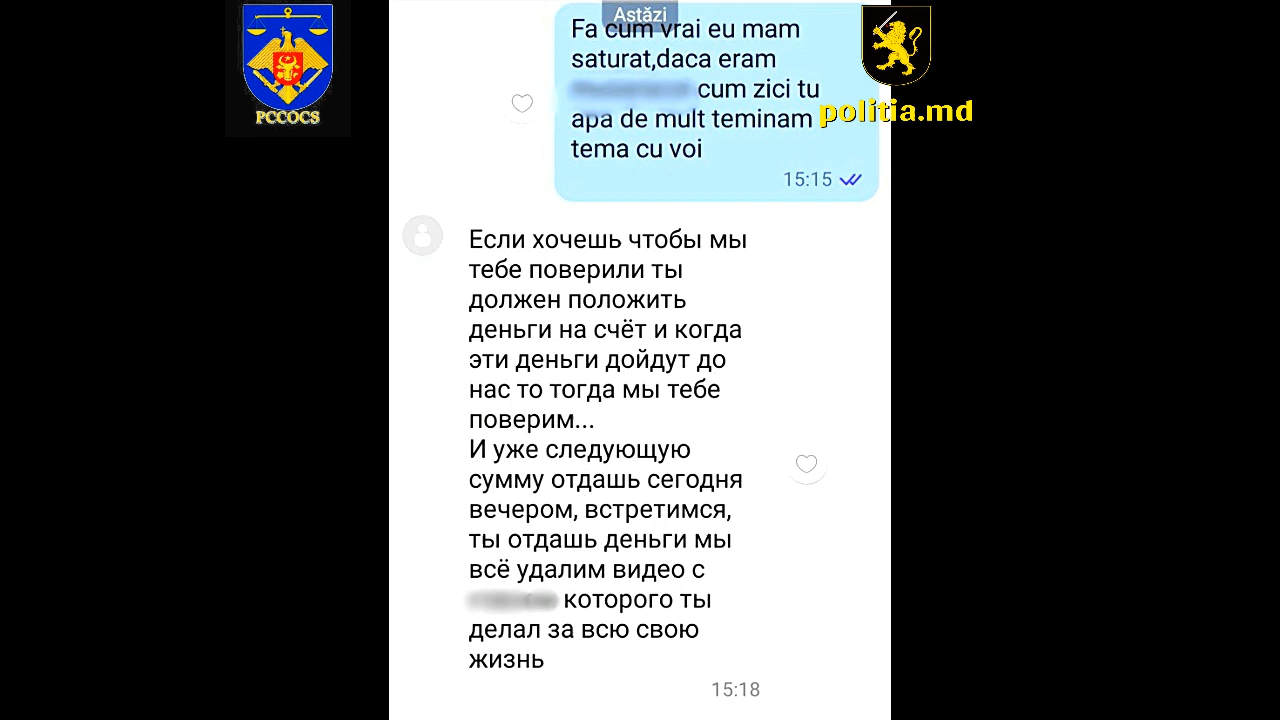 Astăzi
PCCOCS
politia.md
Fa cum vrai eu mam
saturat,daca eram
cum zici tu
apa de mult teminam
tema cu voi
15:15
Если хочешь чтобы мы
тебе поверили ты
должен положить
деньги на счёт и когда
эти деньги дойдут до
нас то тогда мы тебе
поверим...
И уже следующую
сумму отдашь сегодня
вечером, встретимся,
ты отдашь деньги мы
всё удалим видео с
которого ты
делал за всю свою
жизнь
15:18